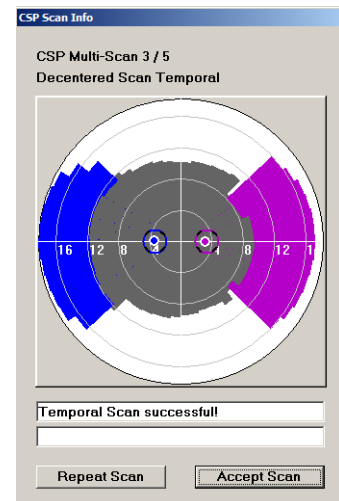 CSP Scan Info
CSP Multi-Scan 3 / 5
Decentered Scan Temporal
16 12 8 4 8 12 1
Temporal Scan successful!
Repeat Scan Accept Scan